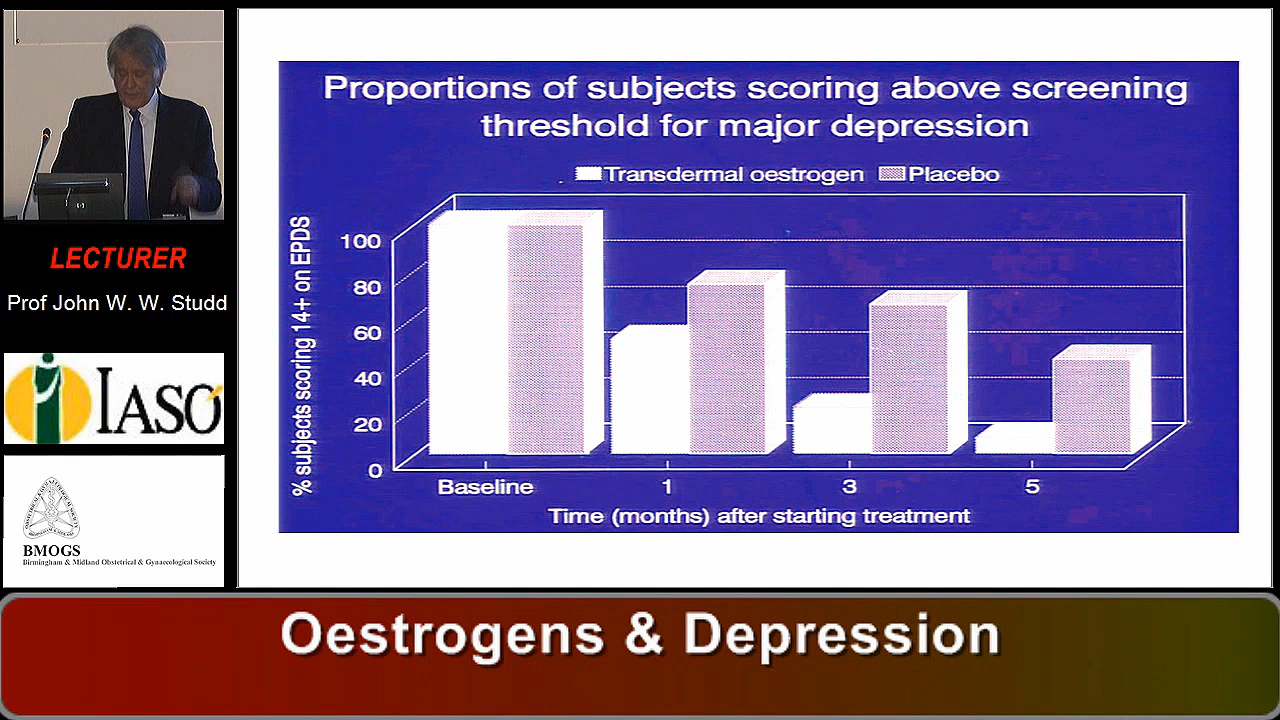 LECTURER
Prof John W. W. Studd
IASO
BMOGS
Birmingham & Midland Obstetrical & Gynaecological Society
Proportions of subjects scoring above screening
threshold for major depression
Transdermal oestrogen Placebo
% subjects scoring 14+ on EPDS
100
80
60
40
20
0
Baseline 1 3 5
Time (months) after starting treatment
Oestrogens & Depression